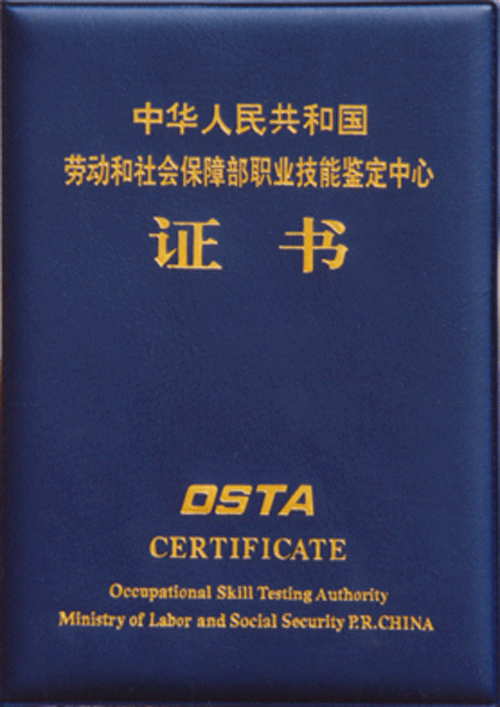 中华人民共和国
劳动和社会保障部职业技能鉴定中心
证 书
OSTA
CERTIFICATE
Occupational Skill Testing Authority
Ministry of Labor and Social Security P.R.CHINA